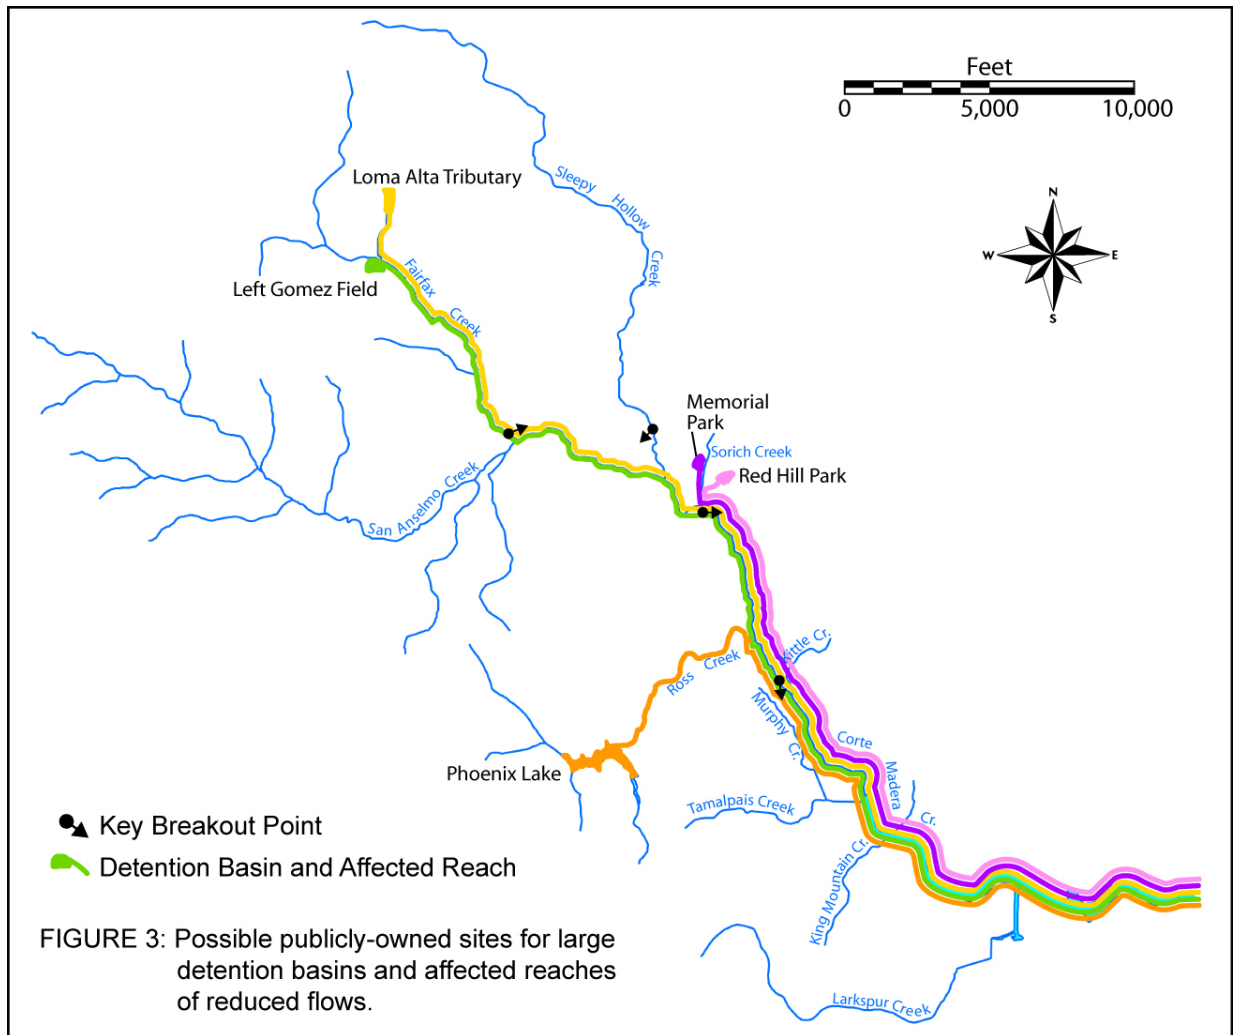 Feet
0 5,000 10,000
N
W E
S
Sleepy Hollow Creek
Loma Alta Tributary
Fairfax Creek
Left Gomez Field
Memorial
Park
Sorich Creek
Red Hill Park
San Anselmo Creek
Kittle Cr.
Ross Creek
Murphy Cr.
Corte Madera Cr.
Phoenix Lake
Tamalpais Creek
King Mountain Cr.
Larkspur Creek
Key Breakout Point
Detention Basin and Affected Reach
FIGURE 3: Possible publicly-owned sites for large
detention basins and affected reaches
of reduced flows.